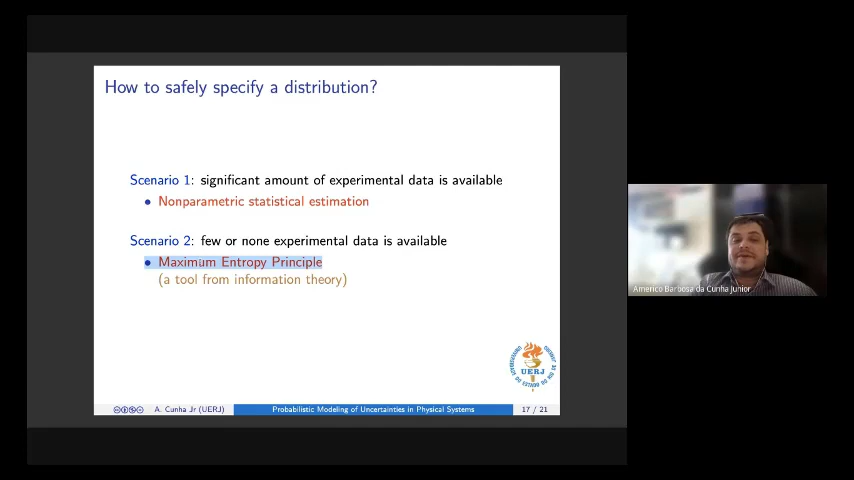 How to safely specify a distribution?
Scenario 1: significant amount of experimental data is available
• Nonparametric statistical estimation
Scenario 2: few or none experimental data is available
• Maximum Entropy Principle
(a tool from information theory)
UERJ
A. Cunha Jr (UERJ)
Probabilistic Modeling of Uncertainties in Physical Systems
17 / 21
Americo Barbosa da Cunha Junior